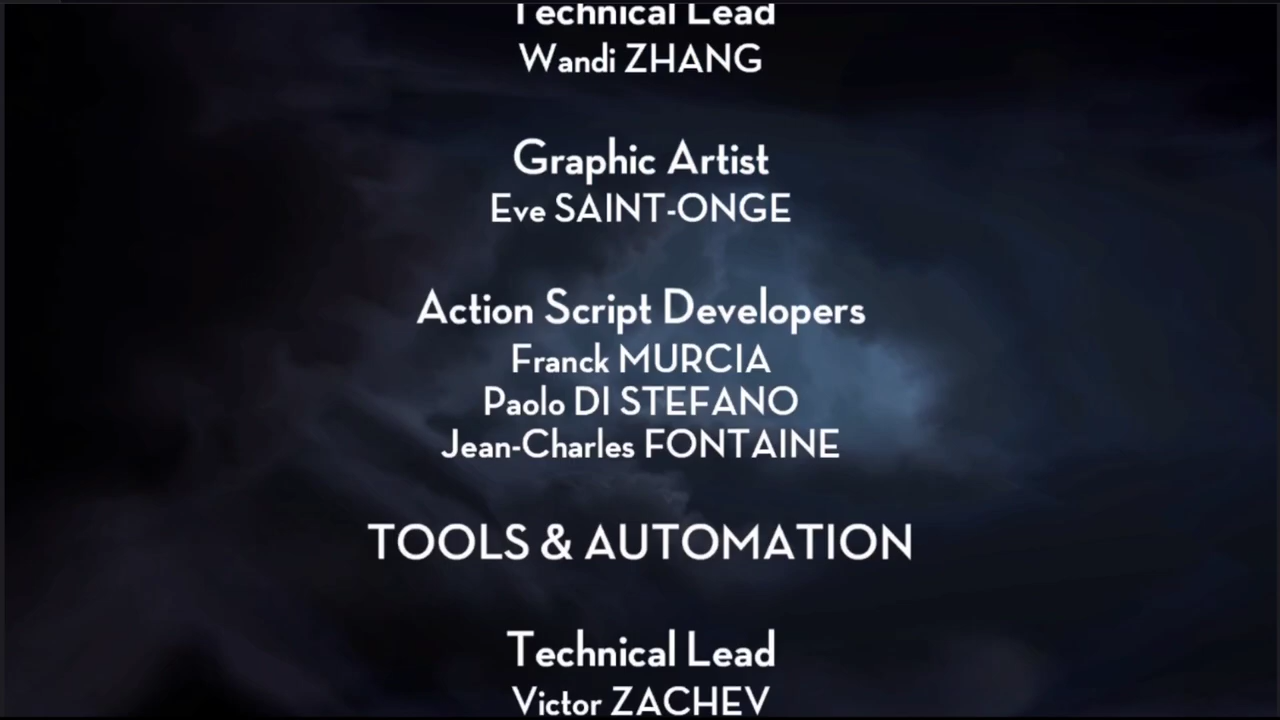 Technical Lead
Wandi ZHANG
Graphic Artist
Eve SAINT-ONGE
Action Script Developers
Franck MURCIA
Paolo DI STEFANO
Jean-Charles FONTAINE
TOOLS & AUTOMATION
Technical Lead
Victor ZACHEV